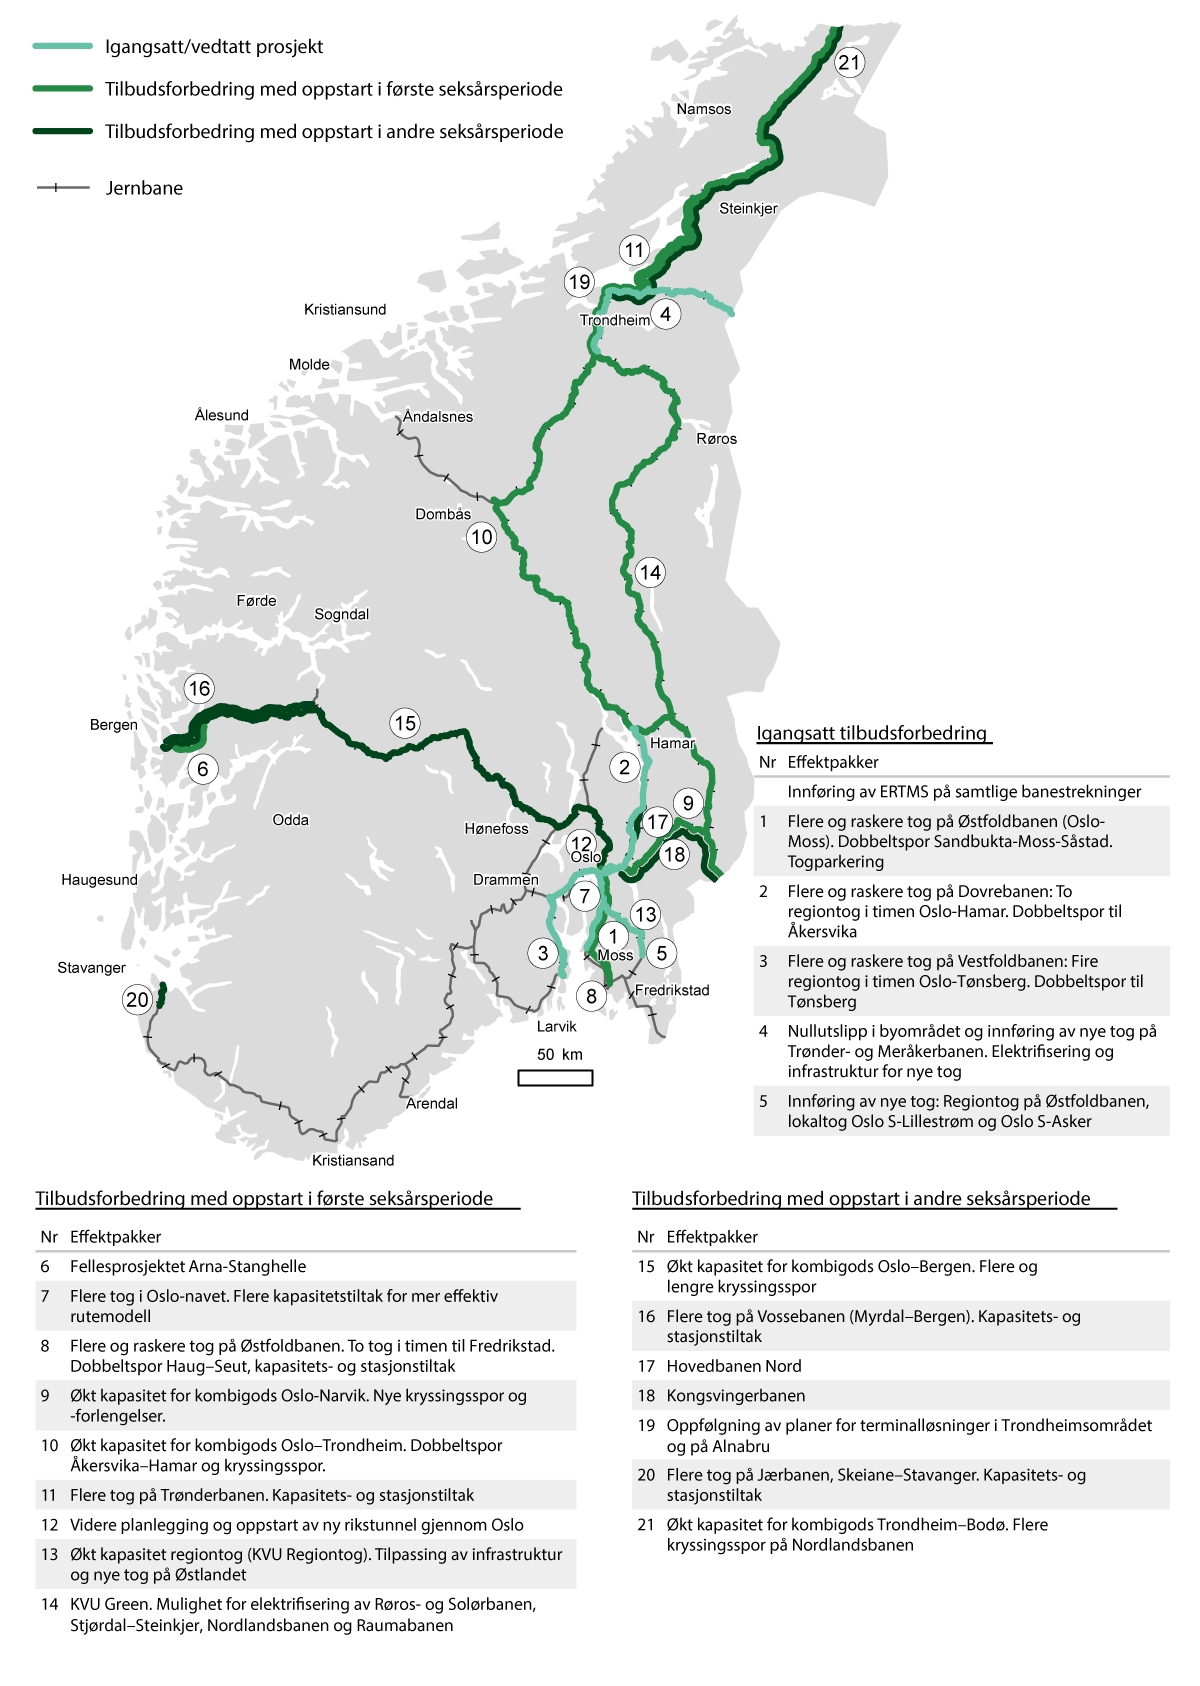 Igangsatt/vedtatt prosjekt
Tilbudsforbedring med oppstart i første seksårsperiode
Tilbudsforbedring med oppstart i andre seksårsperiode
Jernbane
21
Namsos
Steinkjer
11
19
Kristiansund
Trondheim
4
Molde
Ålesund
Åndalsnes
Røros
Dombås
10
14
Førde
Sogndal
16
Bergen
15
6
Hamar
2
9
17
Odda
Hønefoss
12
Oslo
18
Haugesund
Drammen
7
13
1
3
Moss
5
Stavanger
20
8
Fredrikstad
Larvik
50 km
Arendal
Kristiansand
Igangsatt tilbudsforbedring
Nr Effektpakker
Innføring av ERTMS på samtlige banestrekninger
1 Flere og raskere tog på Østfoldbanen (Oslo-
Moss). Dobbeltspor Sandbukta-Moss-Såstad.
Togparkering
2 Flere og raskere tog på Dovrebanen: To
regiontog i timen Oslo-Hamar. Dobbeltspor til
Åkersvika
3 Flere og raskere tog på Vestfoldbanen: Fire
regiontog i timen Oslo-Tønsberg. Dobbeltspor til
Tønsberg
4 Nullutslipp i byområdet og innføring av nye tog på
Trønder- og Meråkerbanen. Elektrifisering og
infrastruktur for nye tog
5 Innføring av nye tog: Regiontog på Østfoldbanen,
lokaltog Oslo S-Lillestrøm og Oslo S-Asker
Tilbudsforbedring med oppstart i første seksårsperiode
Nr Effektpakker
6 Fellesprosjektet Arna-Stanghelle
7 Flere tog i Oslo-navet. Flere kapasitetstiltak for mer effektiv
rutemodell
8 Flere og raskere tog på Østfoldbanen. To tog i timen til Fredrikstad.
Dobbeltspor Haug–Seut, kapasitets- og stasjonstiltak
9 Økt kapasitet for kombigods Oslo-Narvik. Nye kryssingsspor og
-forlengelser.
10 Økt kapasitet for kombigods Oslo–Trondheim. Dobbeltspor
Åkersvika–Hamar og kryssingsspor.
11 Flere tog på Trønderbanen. Kapasitets- og stasjonstiltak
12 Videre planlegging og oppstart av ny rikstunnel gjennom Oslo
13 Økt kapasitet regiontog (KVU Regiontog). Tilpassing av infrastruktur
og nye tog på Østlandet
14 KVU Green. Mulighet for elektrifisering av Røros- og Solørbanen,
Stjørdal–Steinkjer, Nordlandsbanen og Raumabanen
Tilbudsforbedring med oppstart i andre seksårsperiode
Nr Effektpakker
15 Økt kapasitet for kombigods Oslo–Bergen. Flere og
lengre kryssingsspor
16 Flere tog på Vossebanen (Myrdal–Bergen). Kapasitets- og
stasjonstiltak
17 Hovedbanen Nord
18 Kongsvingerbanen
19 Oppfølgning av planer for terminalløsninger i Trondheimsområdet
og på Alnabru
20 Flere tog på Jærbanen, Skeiane–Stavanger. Kapasitets- og
stasjonstiltak
21 Økt kapasitet for kombigods Trondheim–Bodø. Flere
kryssingsspor på Nordlandsbanen